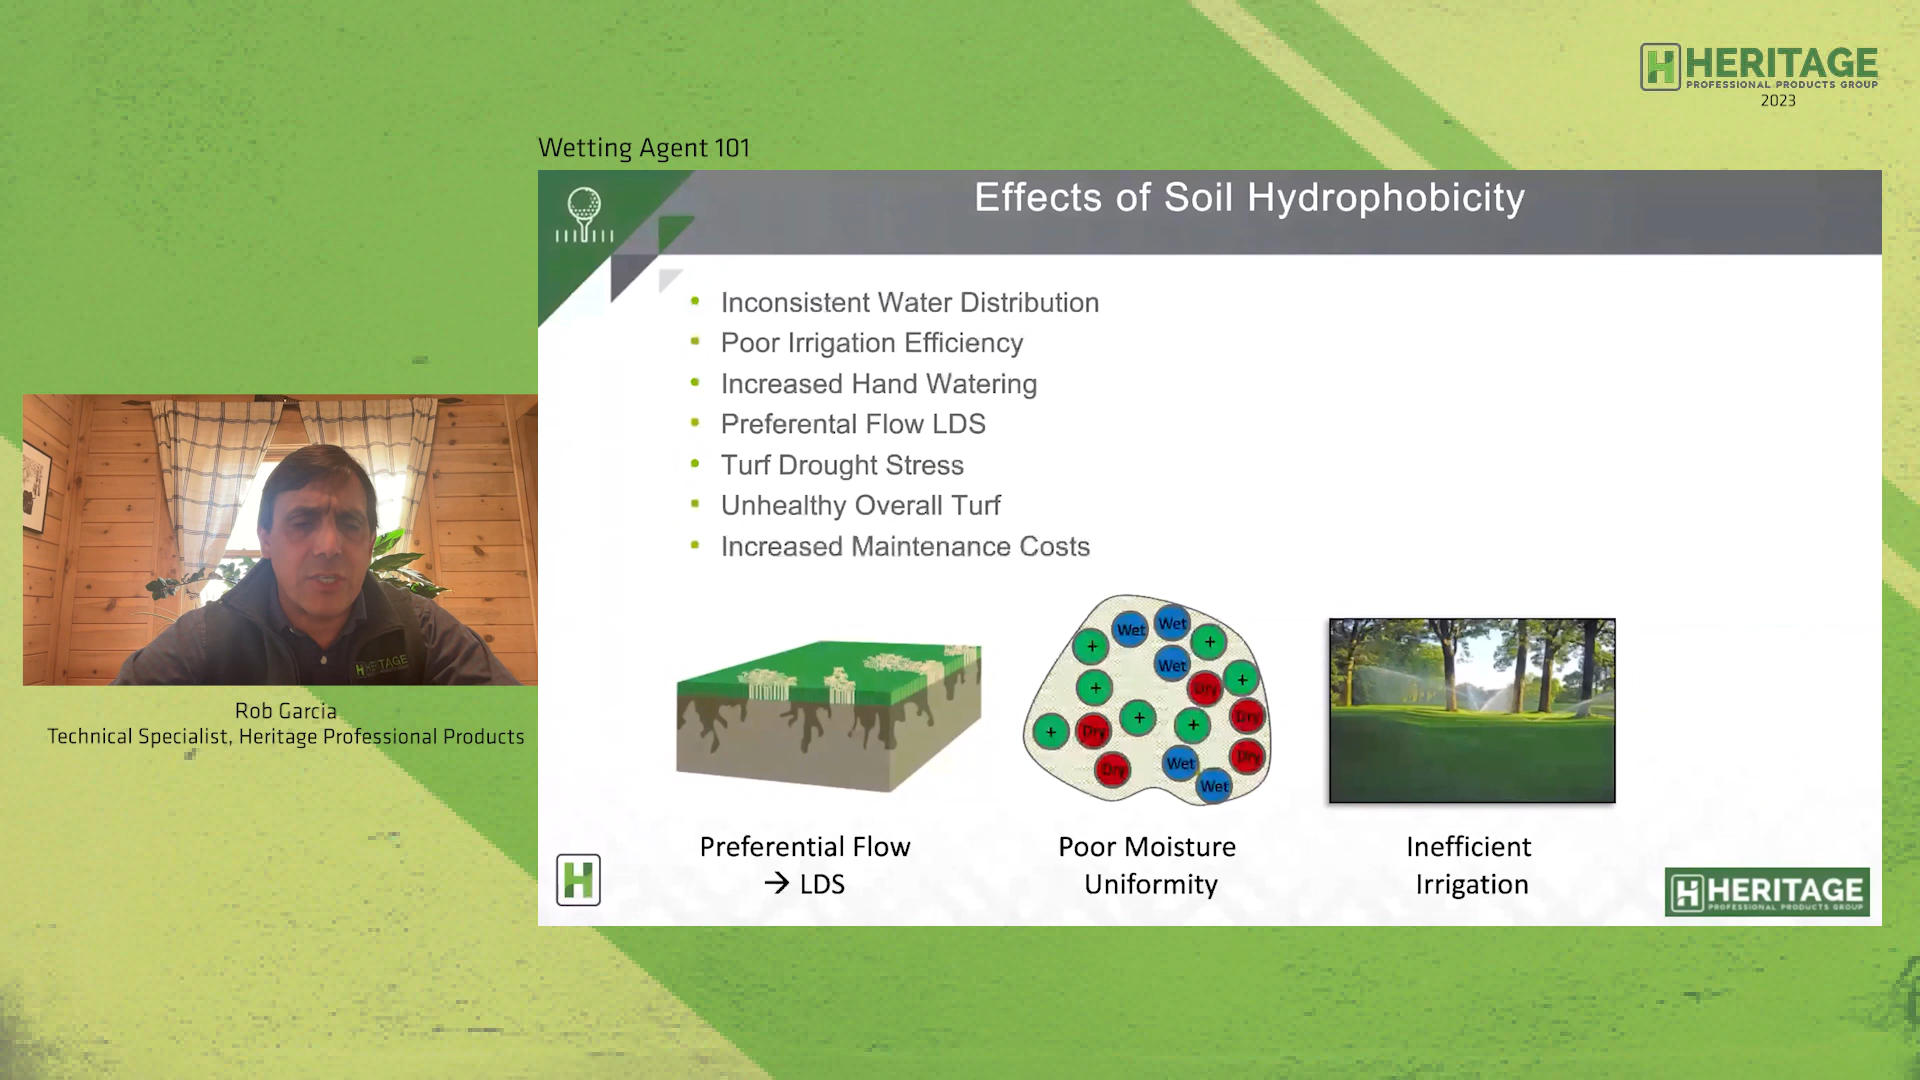 HERITAGE
PROFESSIONAL PRODUCTS GROUP
2023
Wetting Agent 101
Effects of Soil Hydrophobicity
• Inconsistent Water Distribution
• Poor Irrigation Efficiency
• Increased Hand Watering
• Preferental Flow LDS
• Turf Drought Stress
• Unhealthy Overall Turf
• Increased Maintenance Costs
HERITAGE
Rob Garcia
Technical Specialist, Heritage Professional Products
Wet
Wet
+
+
Wet
+
+
Dry
+
Dry
+
+
Dry
+
Dry
Wet
Dry
Wet
Preferential Flow
→ LDS
Poor Moisture
Uniformity
Inefficient
Irrigation
H
HERITAGE
PROFESSIONAL PRODUCTS GROUP